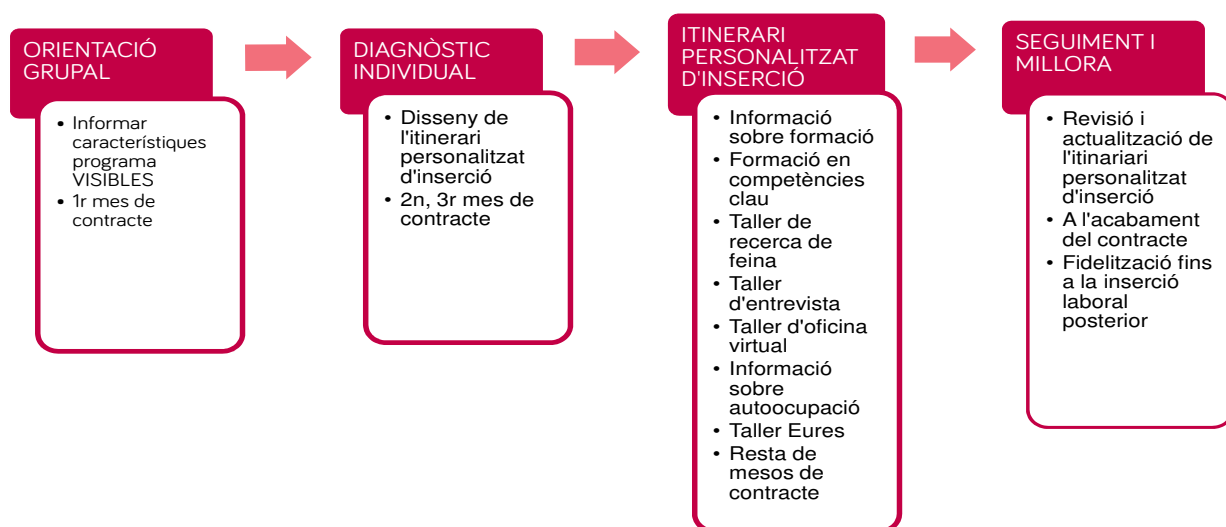 ORIENTACIÓ
GRUPAL
• Informar
característiques
programa
VISIBLES
• 1r mes de
contracte
DIAGNÒSTIC
INDIVIDUAL
• Disseny de
l'itinerari
personalitzat
d'inserció
• 2n, 3r mes de
contracte
ITINERARI
PERSONALITZAT
D'INSERCIÓ
• Informació
sobre formació
• Formació en
competències
clau
• Taller de
recerca de
feina
• Taller
d'entrevista
• Taller d'oficina
virtual
• Informació
sobre
autoocupació
• Taller Eures
• Resta de
mesos de
contracte
SEGUIMENT I
MILLORA
• Revisió i
actualització de
l'itinariari
personalitzat
d'inserció
• A l'acabament
del contracte
• Fidelització fins
a la inserció
laboral
posterior